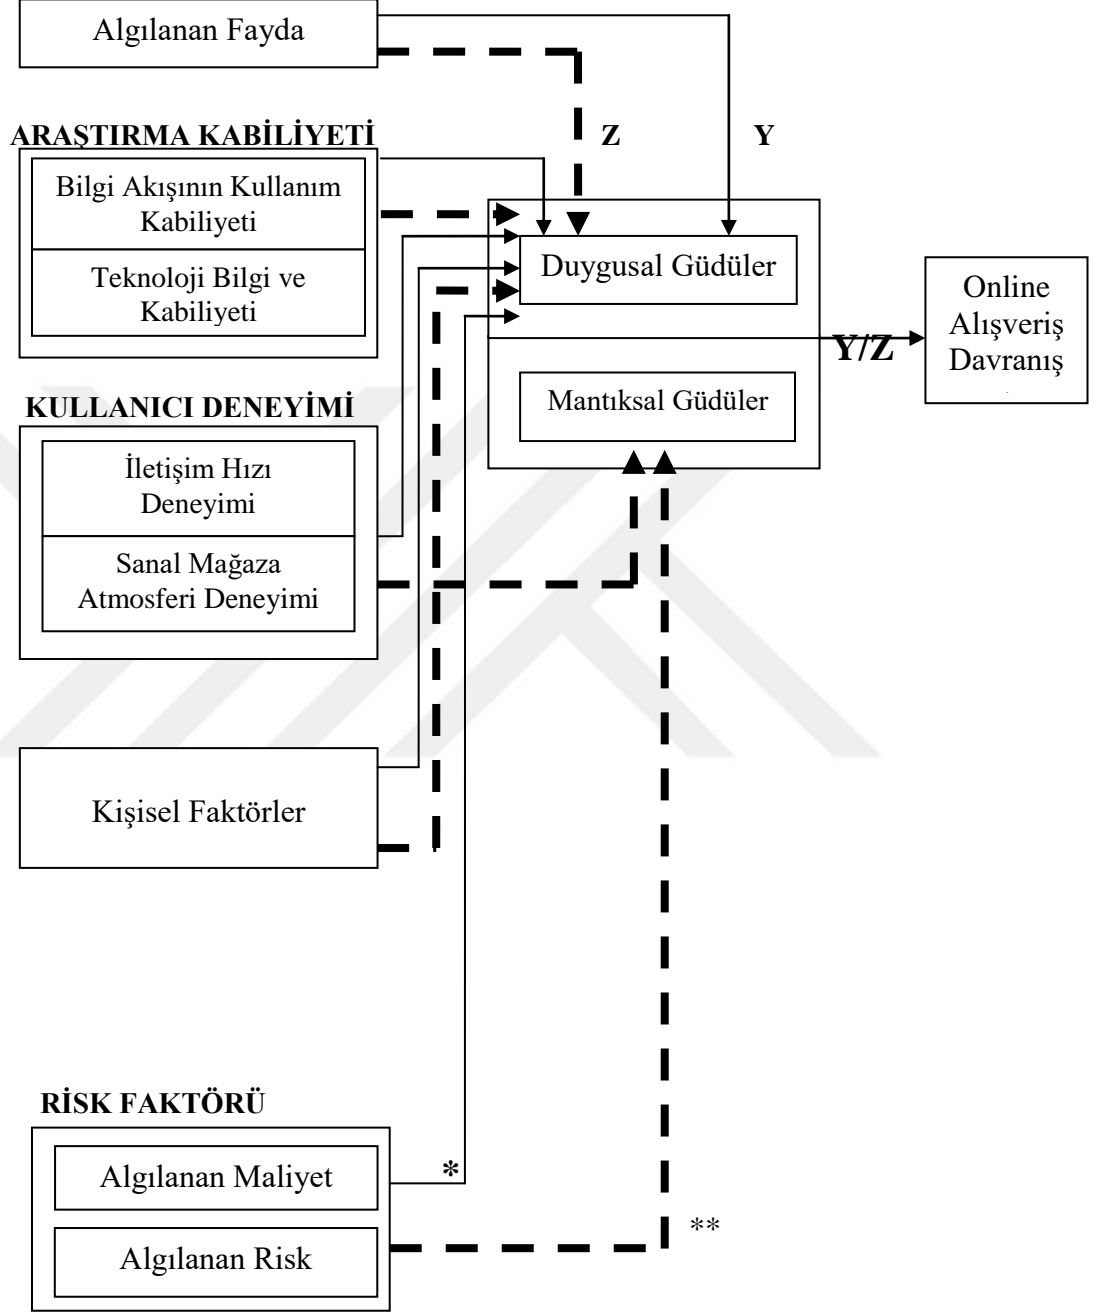 Algılanan Fayda
Z
Y
ARAŞTIRMA KABİLİYETİ
Bilgi Akışının Kullanım
Kabiliyeti
Teknoloji Bilgi ve
Kabiliyeti
Duygusal Güdüler
Mantıksal Güdüler
Y/Z
Online
Alışveriş
Davranış
KULLANICI DENEYİMİ
İletişim Hızı
Deneyimi
Sanal Mağaza
Atmosferi Deneyimi
Kişisel Faktörler
RİSK FAKTÖRÜ
Algılanan Maliyet
*
Algılanan Risk
**